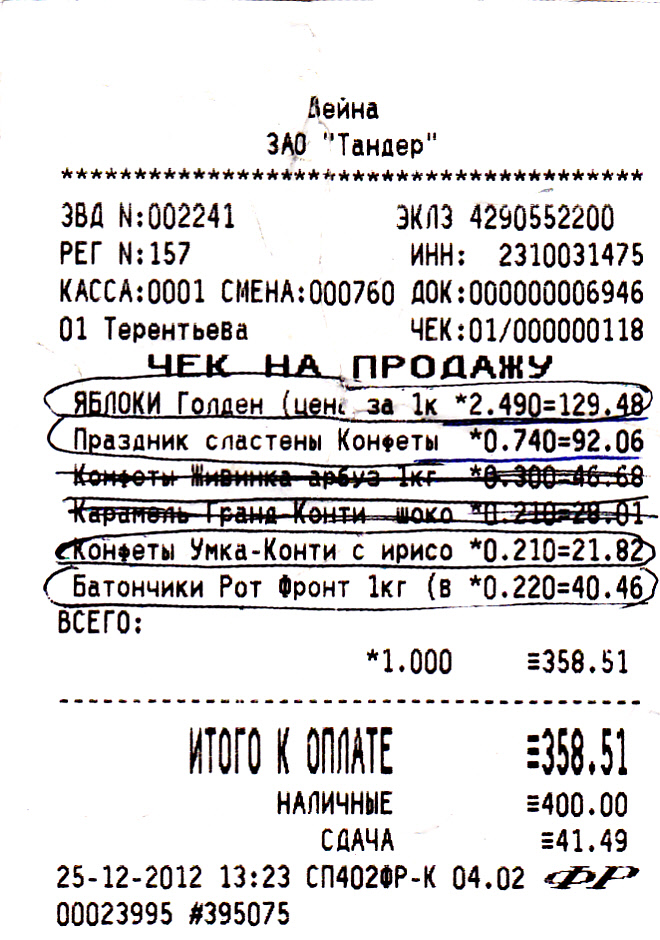 Дейна
ЗАО "Тандер"
****************************************
ЗВД N:002241 ЭКЛЗ 4290552200
РЕГ N:157 ИНН: 2310031475
КАССА:0001 СМЕНА:000760 ДОК:000000006946
01 Терентьева ЧЕК:01/000000118
ЧЕК НА ПРОДАЖУ
ЯБЛОКИ Голден (цена за 1к *2.490=129.48
Праздник сластены Конфеты *0.740=92.06
Конфеты Живинка арбуз 1кг *0.300=46.68
Карамель Гранд Конти шоко *0.210=28.01
Конфеты Умка-Конти с ирисо *0.210=21.82
Батончики Рот Фронт 1кг (в *0.220=40.46
ВСЕГО:
*1.000 ≡358.51
ИТОГО К ОПЛАТЕ ≡358.51
НАЛИЧНЫЕ ≡400.00
СДАЧА ≡41.49
25-12-2012 13:23 СП402ФР-К 04.02 ФР
00023995 #395075